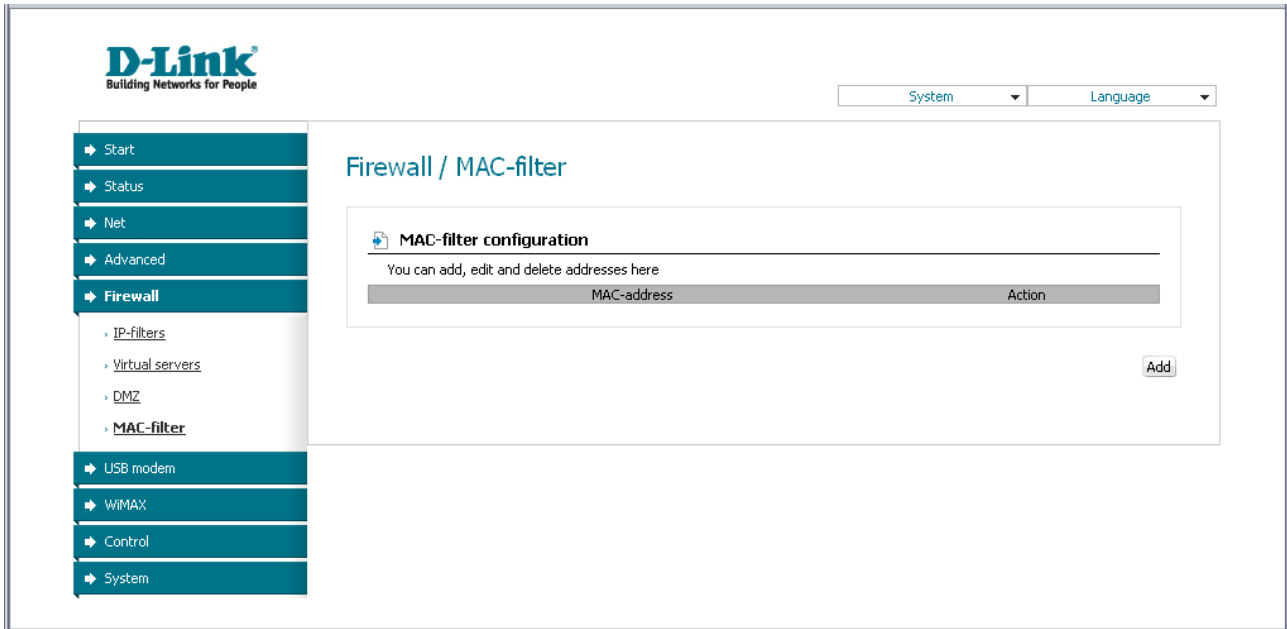 D-Link
Building Networks for People
System
Language
Start
Status
Net
Advanced
Firewall
IP-filters
Virtual servers
DMZ
MAC-filter
USB modem
WiMAX
Control
System
Firewall / MAC-filter
MAC-filter configuration
You can add, edit and delete addresses here
MAC-address Action
Add